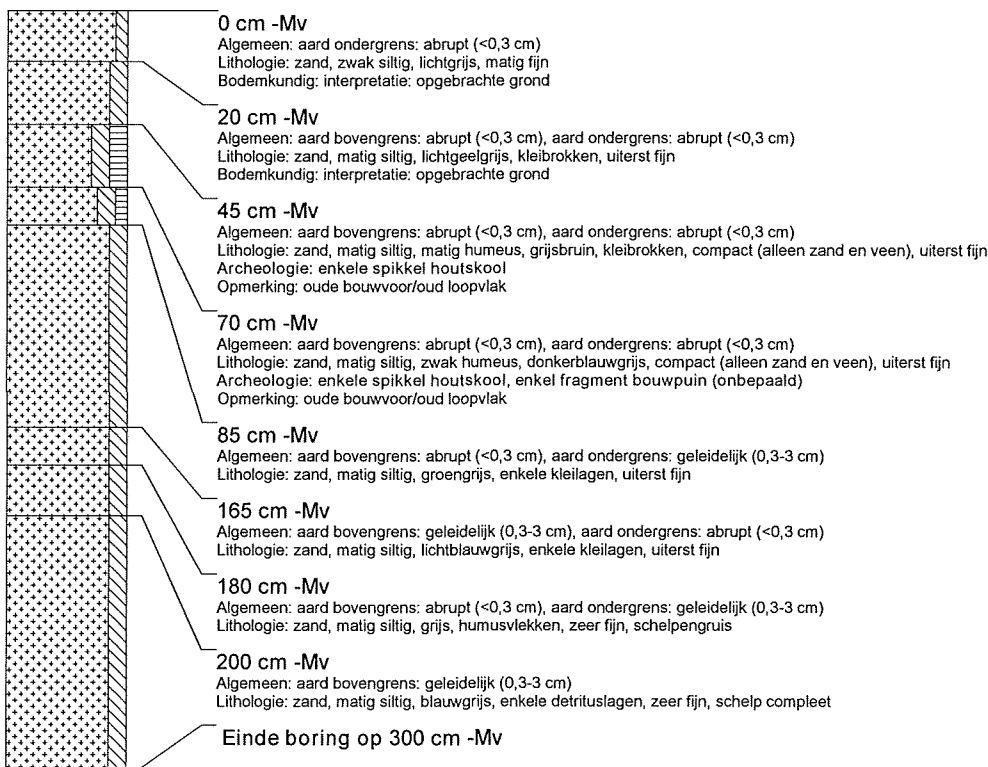 0 cm -Mv
Algemeen: aard ondergrens: abrupt (<0,3 cm)
Lithologie: zand, zwak siltig, lichtgrijs, matig fijn
Bodemkundig: interpretatie: opgebrachte grond
20 cm -Mv
Algemeen: aard bovengrens: abrupt (<0,3 cm), aard ondergrens: abrupt (<0,3 cm)
Lithologie: zand, matig siltig, lichtgeelgrijs, kleibrokken, uiterst fijn
Bodemkundig: interpretatie: opgebrachte grond
45 cm -Mv
Algemeen: aard bovengrens: abrupt (<0,3 cm), aard ondergrens: abrupt (<0,3 cm)
Lithologie: zand, matig siltig, matig humeus, grijsbruin, kleibrokken, compact (alleen zand en veen), uiterst fijn
Archeologie: enkele spikkel houtskool
Opmerking: oude bouwvoor/oud loopvlak
70 cm -Mv
Algemeen: aard bovengrens: abrupt (<0,3 cm), aard ondergrens: abrupt (<0,3 cm)
Lithologie: zand, matig siltig, zwak humeus, donkerblauwgrijs, compact (alleen zand en veen), uiterst fijn
Archeologie: enkele spikkel houtskool, enkel fragment bouwpuin (onbepaald)
Opmerking: oude bouwvoor/oud loopvlak
85 cm -Mv
Algemeen: aard bovengrens: abrupt (<0,3 cm), aard ondergrens: geleidelijk (0,3-3 cm)
Lithologie: zand, matig siltig, groengrijs, enkele kleilagen, uiterst fijn
165 cm -Mv
Algemeen: aard bovengrens: geleidelijk (0,3-3 cm), aard ondergrens: abrupt (<0,3 cm)
Lithologie: zand, matig siltig, lichtblauwgrijs, enkele kleilagen, uiterst fijn
180 cm -Mv
Algemeen: aard bovengrens: abrupt (<0,3 cm), aard ondergrens: geleidelijk (0,3-3 cm)
Lithologie: zand, matig siltig, grijs, humusvlekken, zeer fijn, schelpengruis
200 cm -Mv
Algemeen: aard bovengrens: geleidelijk (0,3-3 cm)
Lithologie: zand, matig siltig, blauwgrijs, enkele detrituslagen, zeer fijn, schelp compleet
Einde boring op 300 cm -Mv